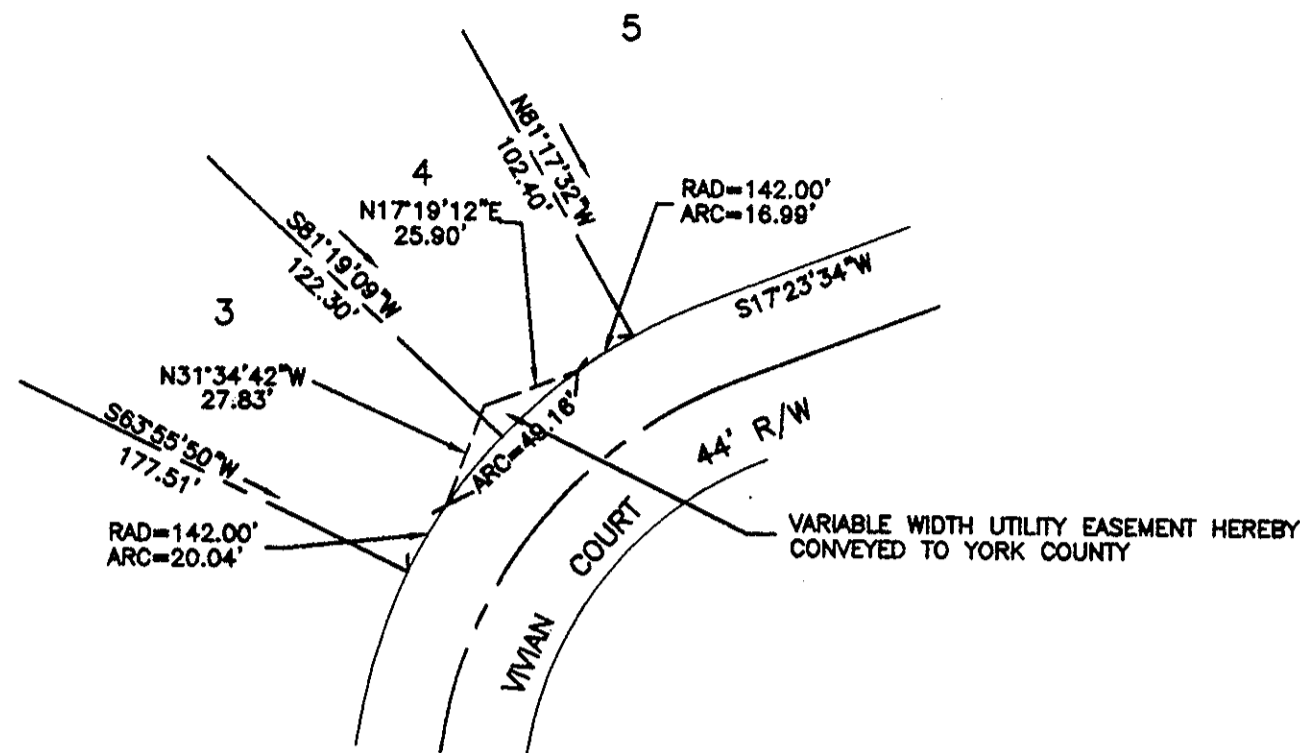 5
N81°17'32"W
102.40'
4
N17°19'12"E
25.90'
RAD=142.00'
ARC=16.99'
S81°19'09"W
122.30'
S17°23'34"W
3
N31°34'42"W
27.83'
S63°55'50"W
177.51'
ARC=49.16'
44' R/W
RAD=142.00'
ARC=20.04'
VARIABLE WIDTH UTILITY EASEMENT HEREBY
CONVEYED TO YORK COUNTY
VIVIAN COURT